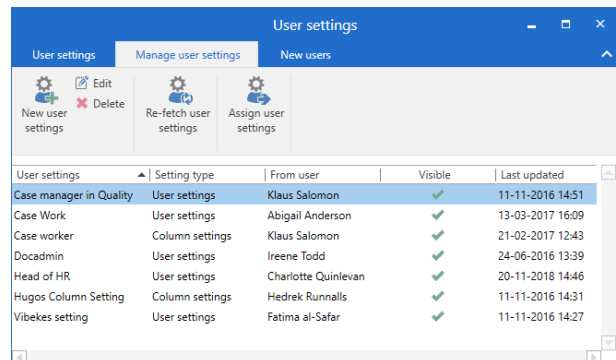 User settings
User settings Manage user settings New users
New user settings
Edit
Delete
Re-fetch user settings
Assign user settings
User settings Setting type From user Visible Last updated
Case manager in Quality User settings Klaus Salomon 11-11-2016 14:51
Case Work User settings Abigail Anderson 13-03-2017 16:09
Case worker Column settings Klaus Salomon 21-02-2017 12:43
Docadmin User settings Ireene Todd 24-06-2016 13:39
Head of HR User settings Charlotte Quinlevan 20-11-2018 14:46
Hugos Column Setting Column settings Hedrek Runnalls 11-11-2016 14:31
Vibekes setting User settings Fatima al-Safar 11-11-2016 14:27